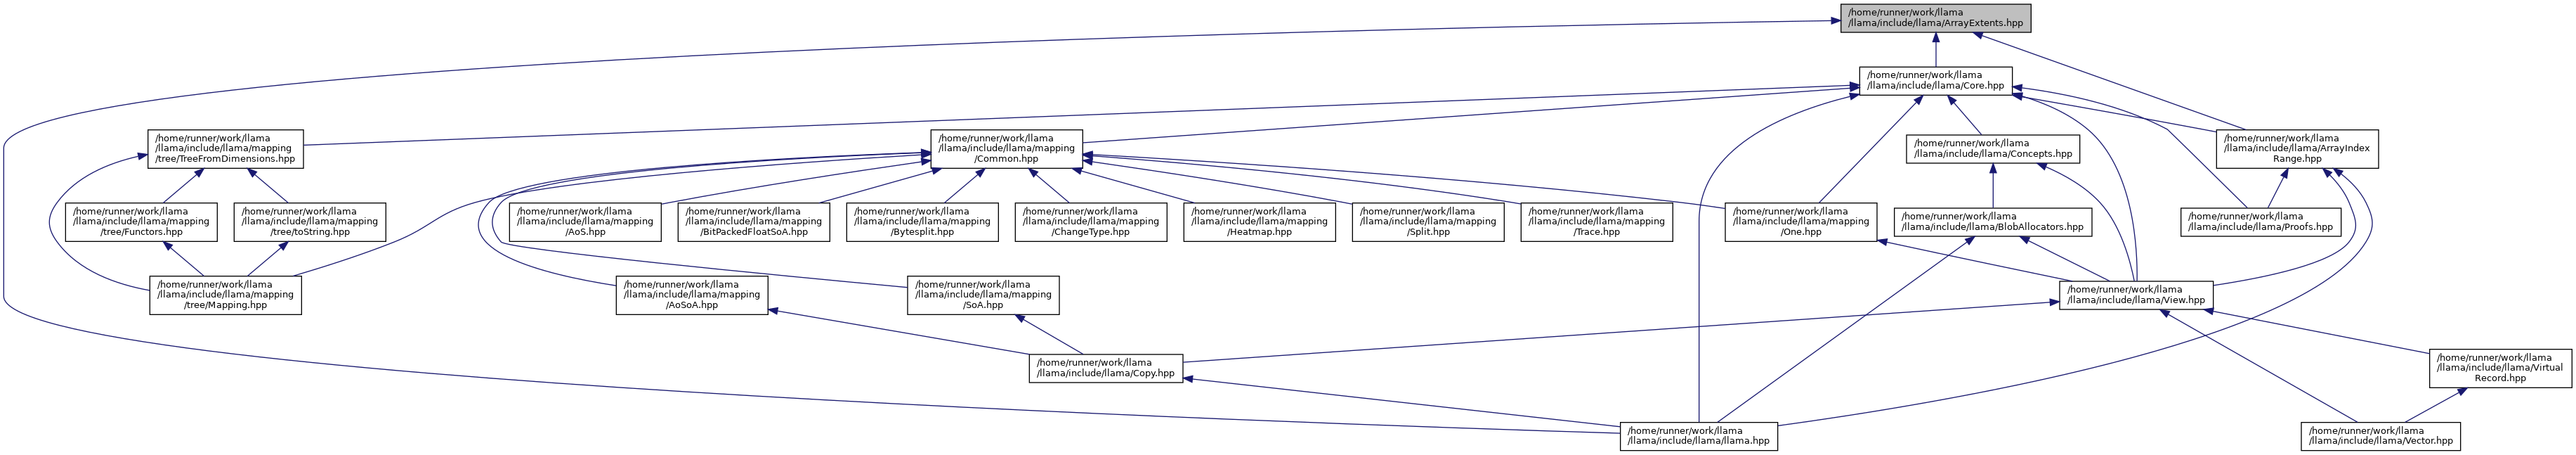 /home/runner/work/llama
/llama/include/llama/ArrayExtents.hpp
/home/runner/work/llama
/llama/include/llama/Core.hpp
/home/runner/work/llama
/llama/include/llama/mapping
/tree/TreeFromDimensions.hpp
/home/runner/work/llama
/llama/include/llama/mapping
/Common.hpp
/home/runner/work/llama
/llama/include/llama/Concepts.hpp
/home/runner/work/llama
/llama/include/llama/ArrayIndex
Range.hpp
/home/runner/work/llama
/llama/include/llama/mapping
/tree/Functors.hpp
/home/runner/work/llama
/llama/include/llama/mapping
/tree/toString.hpp
/home/runner/work/llama
/llama/include/llama/mapping
/AoS.hpp
/home/runner/work/llama
/llama/include/llama/mapping
/BitPackedFloatSoA.hpp
/home/runner/work/llama
/llama/include/llama/mapping
/Bytesplit.hpp
/home/runner/work/llama
/llama/include/llama/mapping
/ChangeType.hpp
/home/runner/work/llama
/llama/include/llama/mapping
/Heatmap.hpp
/home/runner/work/llama
/llama/include/llama/mapping
/Split.hpp
/home/runner/work/llama
/llama/include/llama/mapping
/Trace.hpp
/home/runner/work/llama
/llama/include/llama/mapping
/One.hpp
/home/runner/work/llama
/llama/include/llama/BlobAllocators.hpp
/home/runner/work/llama
/llama/include/llama/Proofs.hpp
/home/runner/work/llama
/llama/include/llama/mapping
/tree/Mapping.hpp
/home/runner/work/llama
/llama/include/llama/mapping
/AoSoA.hpp
/home/runner/work/llama
/llama/include/llama/mapping
/SoA.hpp
/home/runner/work/llama
/llama/include/llama/View.hpp
/home/runner/work/llama
/llama/include/llama/Copy.hpp
/home/runner/work/llama
/llama/include/llama/Virtual
Record.hpp
/home/runner/work/llama
/llama/include/llama/llama.hpp
/home/runner/work/llama
/llama/include/llama/Vector.hpp